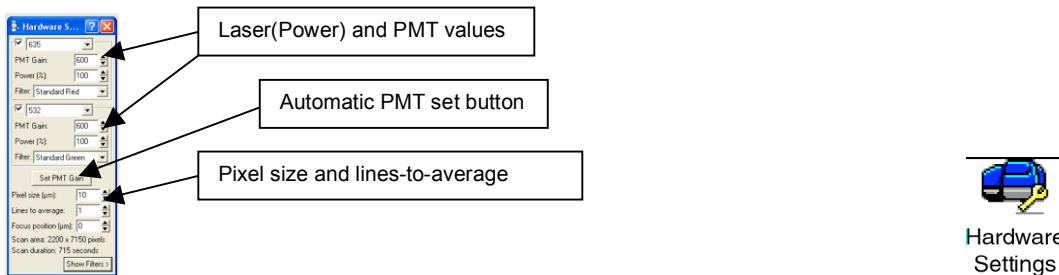 Hardware S...
635
PMT Gain: 600
Power (%): 100
Filter: Standard Red
532
PMT Gain: 600
Power (%): 100
Filter: Standard Green
Set PMT Gain
Pixel size (µm): 10
Lines to average: 1
Focus position (µm): 0
Scan area: 2200 x 7150 pixels
Scan duration: 715 seconds
Show Filters >
Laser(Power) and PMT values
Automatic PMT set button
Pixel size and lines-to-average
Hardware
Settings